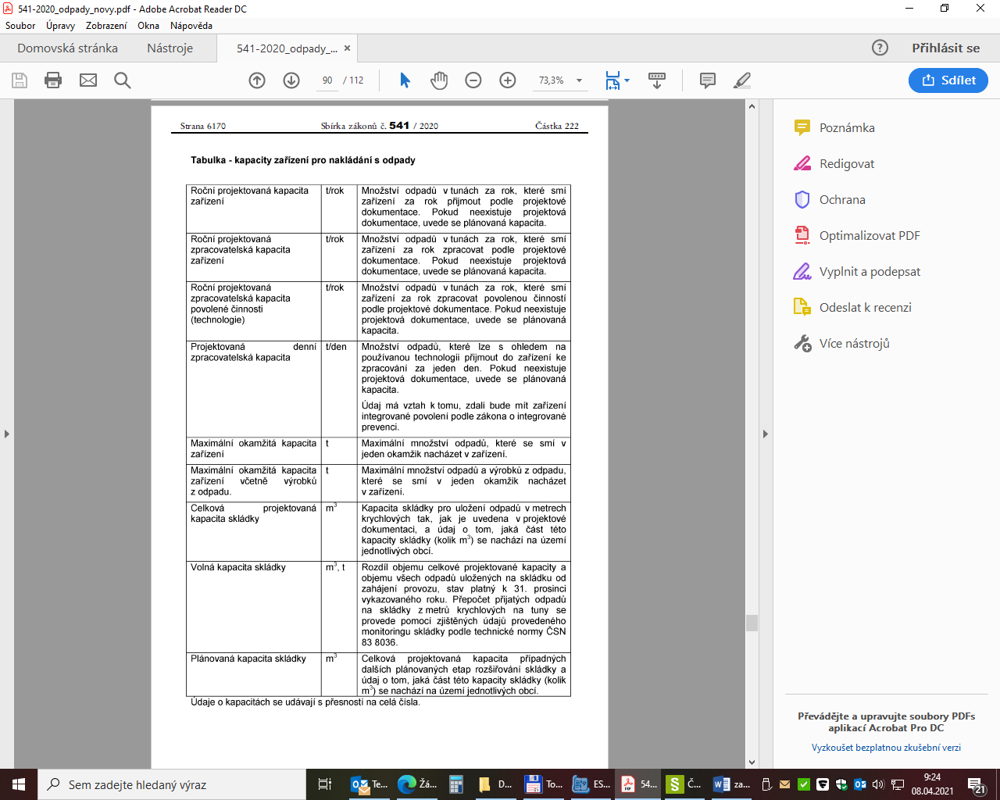 541-2020_odpady_novy.pdf - Adobe Acrobat Reader DC
Soubor Úpravy Zobrazení Okna Nápověda
Domovská stránka Nástroje 541-2020_odpady_... × Přihlásit se
90 / 112 73,3% Sdílet
Strana 6170 Sbírka zákonů č. 541 / 2020 Částka 222
Tabulka - kapacity zařízení pro nakládání s odpady
Roční projektovaná kapacita
zařízení
t/rok
Množství odpadů v tunách za rok, které smí
zařízení za rok přijmout podle projektové
dokumentace. Pokud neexistuje projektová
dokumentace, uvede se plánovaná kapacita.
Roční projektovaná
zpracovatelská kapacita
zařízení
t/rok
Množství odpadů v tunách za rok, které smí
zařízení za rok zpracovat podle projektové
dokumentace. Pokud neexistuje projektová
dokumentace, uvede se plánovaná kapacita.
Roční projektovaná
zpracovatelská kapacita
povolené činnosti
(technologie)
t/rok
Množství odpadů v tunách za rok, které smí
zařízení za rok zpracovat povolenou činností
podle projektové dokumentace. Pokud neexistuje
projektová dokumentace, uvede se plánovaná
kapacita.
Projektovaná denní
zpracovatelská kapacita
t/den
Množství odpadů, které lze s ohledem na
používanou technologii přijmout do zařízení ke
zpracování za jeden den. Pokud neexistuje
projektová dokumentace, uvede se plánovaná
kapacita.
Údaj má vztah k tomu, zdali bude mít zařízení
integrované povolení podle zákona o integrované
prevenci.
Maximální okamžitá kapacita
zařízení
t
Maximální množství odpadů, které se smí v
jeden okamžik nacházet v zařízení.
Maximální okamžitá kapacita
zařízení včetně výrobků
z odpadu.
t
Maximální množství odpadů a výrobků z odpadu,
které se smí v jeden okamžik nacházet
v zařízení.
Celková projektovaná
kapacita skládky
m³
Kapacita skládky pro uložení odpadů v metrech
krychlových tak, jak je uvedena v projektové
dokumentaci, a údaj o tom, jaká část této
kapacity skládky (kolik m³) se nachází na území
jednotlivých obcí.
Volná kapacita skládky
m³, t
Rozdíl objemu celkové projektované kapacity a
objemu všech odpadů uložených na skládku od
zahájení provozu, stav platný k 31. prosinci
vykazovaného roku. Přepočet přijatých odpadů
na skládky z metrů krychlových na tuny se
provede pomocí zjištěných údajů provedeného
monitoringu skládky podle technické normy ČSN
83 8036.
Plánovaná kapacita skládky
m³
Celková projektovaná kapacita případných
dalších plánovaných etap rozšiřování skládky a
údaj o tom, jaká část této kapacity skládky (kolik
m³) se nachází na území jednotlivých obcí.
Údaje o kapacitách se udávají s přesností na celá čísla.
Poznámka
Redigovat
Ochrana
Optimalizovat PDF
Vyplnit a podepsat
Odeslat k recenzi
Více nástrojů
Převádějte a upravujte soubory PDFs
aplikací Acrobat Pro DC
Vyzkoušet bezplatnou zkušební verzi
Sem zadejte hledaný výraz Te... Žá... D... To... ES... 54... Č... za... 9:24
08.04.2021 21